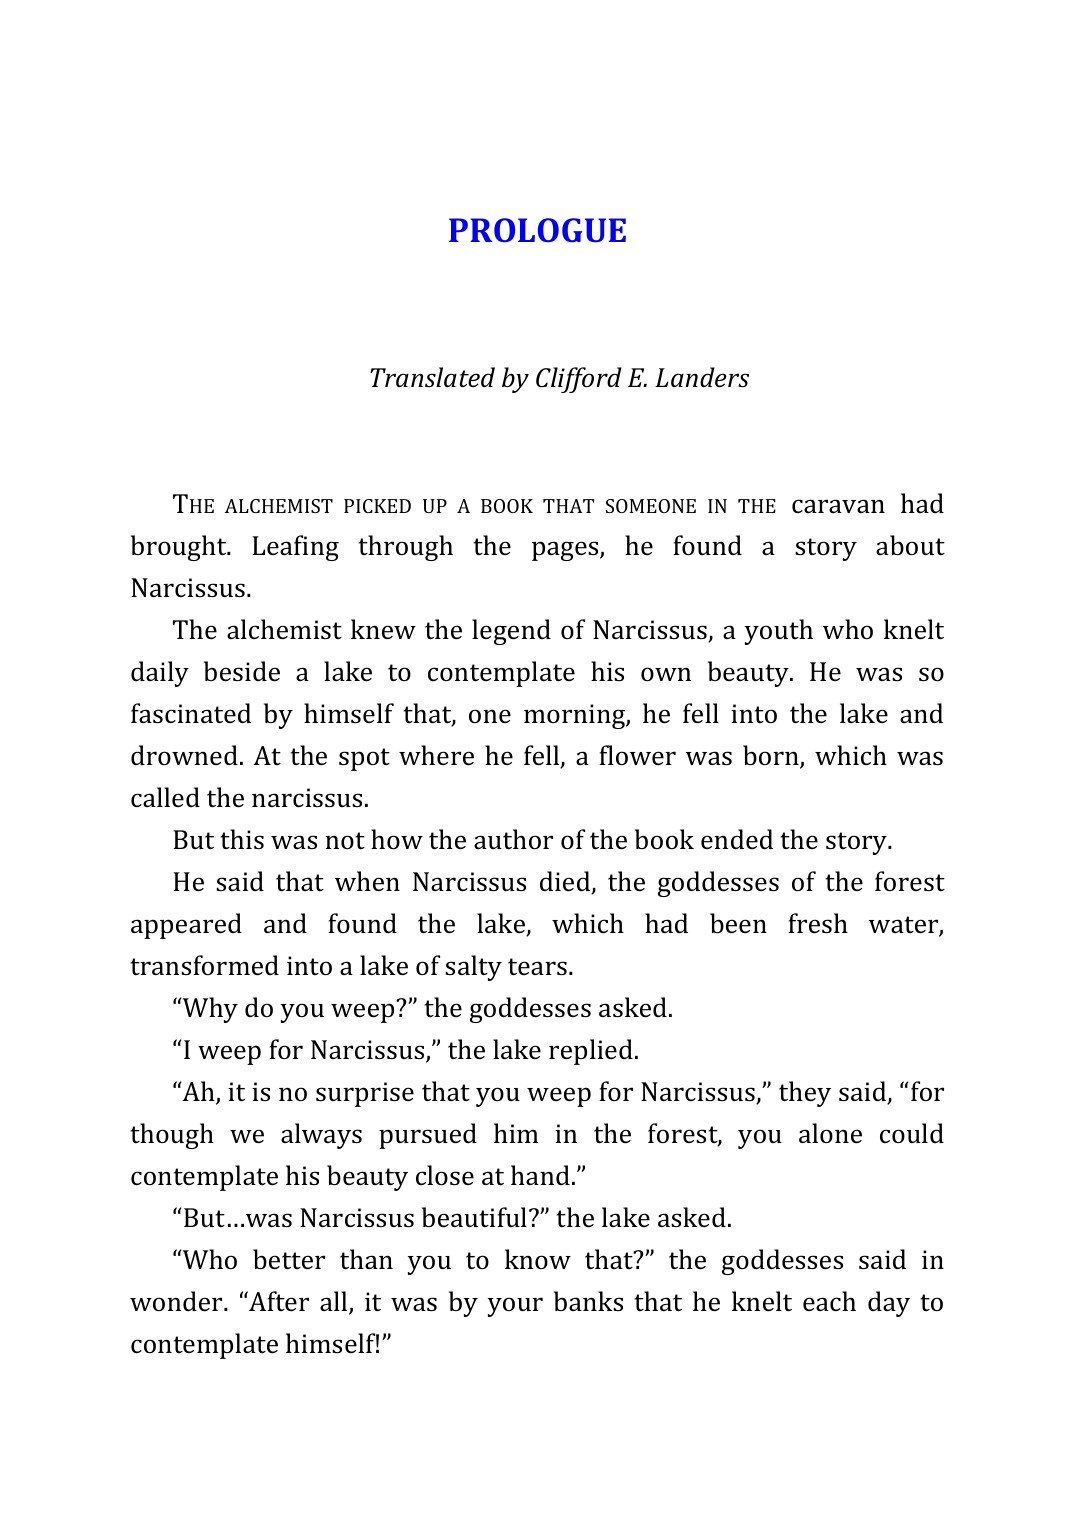 PROLOGUE
Translated by Clifford E. Landers
THE ALCHEMIST PICKED UP A BOOK THAT SOMEONE IN THE caravan had
brought. Leafing through the pages, he found a story about
Narcissus.
The alchemist knew the legend of Narcissus, a youth who knelt
daily beside a lake to contemplate his own beauty. He was so
fascinated by himself that, one morning, he fell into the lake and
drowned. At the spot where he fell, a flower was born, which was
called the narcissus.
But this was not how the author of the book ended the story.
He said that when Narcissus died, the goddesses of the forest
appeared and found the lake, which had been fresh water,
transformed into a lake of salty tears.
“Why do you weep?” the goddesses asked.
“I weep for Narcissus,” the lake replied.
“Ah, it is no surprise that you weep for Narcissus,” they said, “for
though we always pursued him in the forest, you alone could
contemplate his beauty close at hand.”
“But…was Narcissus beautiful?” the lake asked.
“Who better than you to know that?” the goddesses said in
wonder. “After all, it was by your banks that he knelt each day to
contemplate himself!”